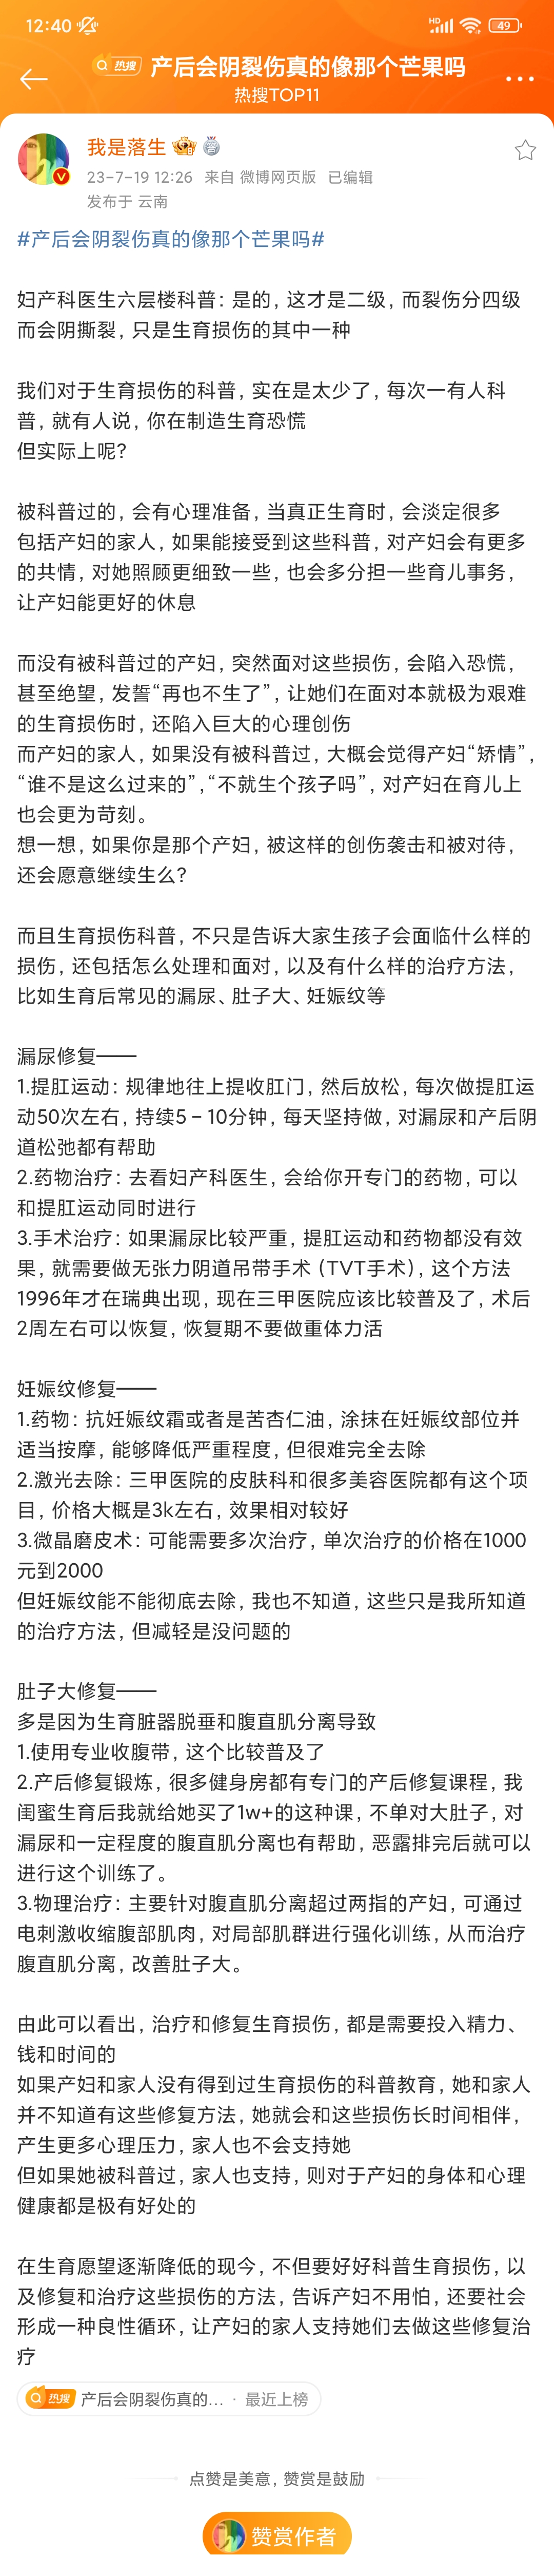 12:40
HD
49
热搜 产后会阴裂伤真的像那个芒果吗
热搜TOP11
我是落生
23-7-19 12:26 来自 微博网页版 已编辑
发布于 云南
#产后会阴裂伤真的像那个芒果吗#
妇产科医生六层楼科普：是的，这才是二级，而裂伤分四级
而会阴撕裂，只是生育损伤的其中一种
我们对于生育损伤的科普，实在是太少了，每次一有人科
普，就有人说，你在制造生育恐慌
但实际上呢？
被科普过的，会有心理准备，当真正生育时，会淡定很多
包括产妇的家人，如果能接受到这些科普，对产妇会有更多
的共情，对她照顾更细致一些，也会多分担一些育儿事务，
让产妇能更好的休息
而没有被科普过的产妇，突然面对这些损伤，会陷入恐慌，
甚至绝望，发誓“再也不生了”，让她们在面对本就极为艰难
的生育损伤时，还陷入巨大的心理创伤
而产妇的家人，如果没有被科普过，大概会觉得产妇“矫情”，
“谁不是这么过来的”，“不就生个孩子吗”，对产妇在育儿上
也会更为苛刻。
想一想，如果你是那个产妇，被这样的创伤袭击和被对待，
还会愿意继续生么？
而且生育损伤科普，不只是告诉大家生孩子会面临什么样的
损伤，还包括怎么处理和面对，以及有什么样的治疗方法，
比如生育后常见的漏尿、肚子大、妊娠纹等
漏尿修复——
1.提肛运动：规律地往上提收肛门，然后放松，每次做提肛运
动50次左右，持续5－10分钟，每天坚持做，对漏尿和产后阴
道松弛都有帮助
2.药物治疗：去看妇产科医生，会给你开专门的药物，可以
和提肛运动同时进行
3.手术治疗：如果漏尿比较严重，提肛运动和药物都没有效
果，就需要做无张力阴道吊带手术（TVT手术），这个方法
1996年才在瑞典出现，现在三甲医院应该比较普及了，术后
2周左右可以恢复，恢复期不要做重体力活
妊娠纹修复——
1.药物：抗妊娠纹霜或者是苦杏仁油，涂抹在妊娠纹部位并
适当按摩，能够降低严重程度，但很难完全去除
2.激光去除：三甲医院的皮肤科和很多美容医院都有这个项
目，价格大概是3k左右，效果相对较好
3.微晶磨皮术：可能需要多次治疗，单次治疗的价格在1000
元到2000
但妊娠纹能不能彻底去除，我也不知道，这些只是我所知道
的治疗方法，但减轻是没问题的
肚子大修复——
多是因为生育脏器脱垂和腹直肌分离导致
1.使用专业收腹带，这个比较普及了
2.产后修复锻炼，很多健身房都有专门的产后修复课程，我
闺蜜生育后我就给她买了1w+的这种课，不单对大肚子，对
漏尿和一定程度的腹直肌分离也有帮助，恶露排完后就可以
进行这个训练了。
3.物理治疗：主要针对腹直肌分离超过两指的产妇，可通过
电刺激收缩腹部肌肉，对局部肌群进行强化训练，从而治疗
腹直肌分离，改善肚子大。
由此可以看出，治疗和修复生育损伤，都是需要投入精力、
钱和时间的
如果产妇和家人没有得到过生育损伤的科普教育，她和家人
并不知道有这些修复方法，她就会和这些损伤长时间相伴，
产生更多心理压力，家人也不会支持她
但如果她被科普过，家人也支持，则对于产妇的身体和心理
健康都是极有好处的
在生育愿望逐渐降低的现今，不但要好好科普生育损伤，以
及修复和治疗这些损伤的方法，告诉产妇不用怕，还要社会
形成一种良性循环，让产妇的家人支持她们去做这些修复治
疗
热搜 产后会阴裂伤真的... · 最近上榜
点赞是美意，赞赏是鼓励
赞赏作者